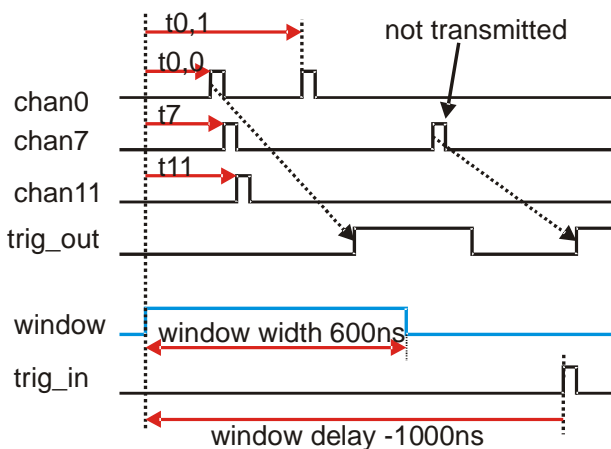 t0,1
not transmitted
t0,0
chan0
t7
chan7
t11
chan11
trig_out
window
window width 600ns
trig_in
window delay -1000ns